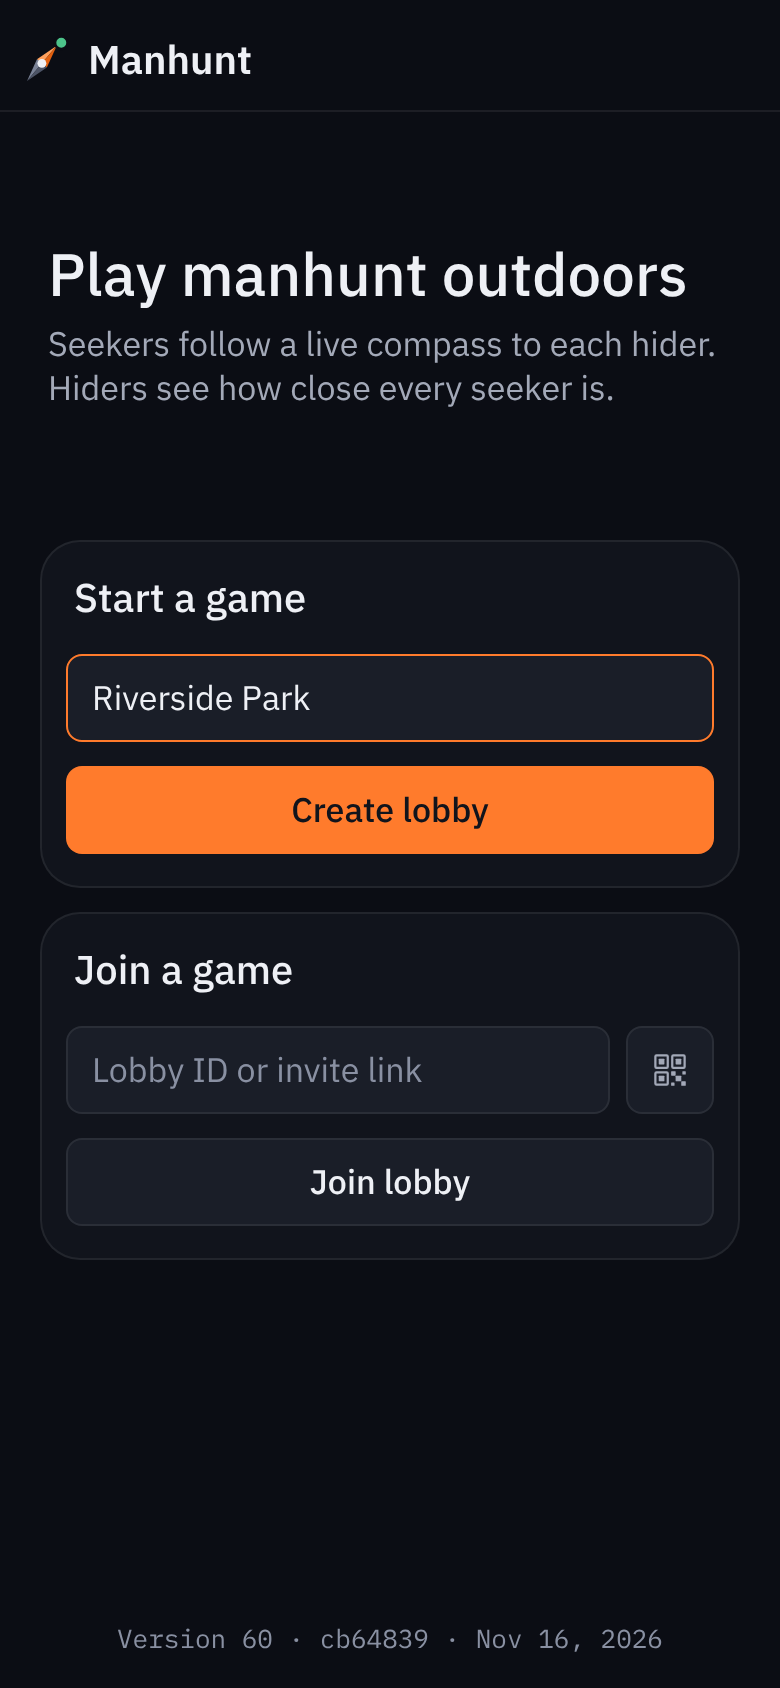 Manhunt
Play manhunt outdoors
Seekers follow a live compass to each hider.
Hiders see how close every seeker is.
Start a game
Riverside Park
Create lobby
Join a game
Lobby ID or invite link
Join lobby
Version 60 · cb64839 · Nov 16, 2026